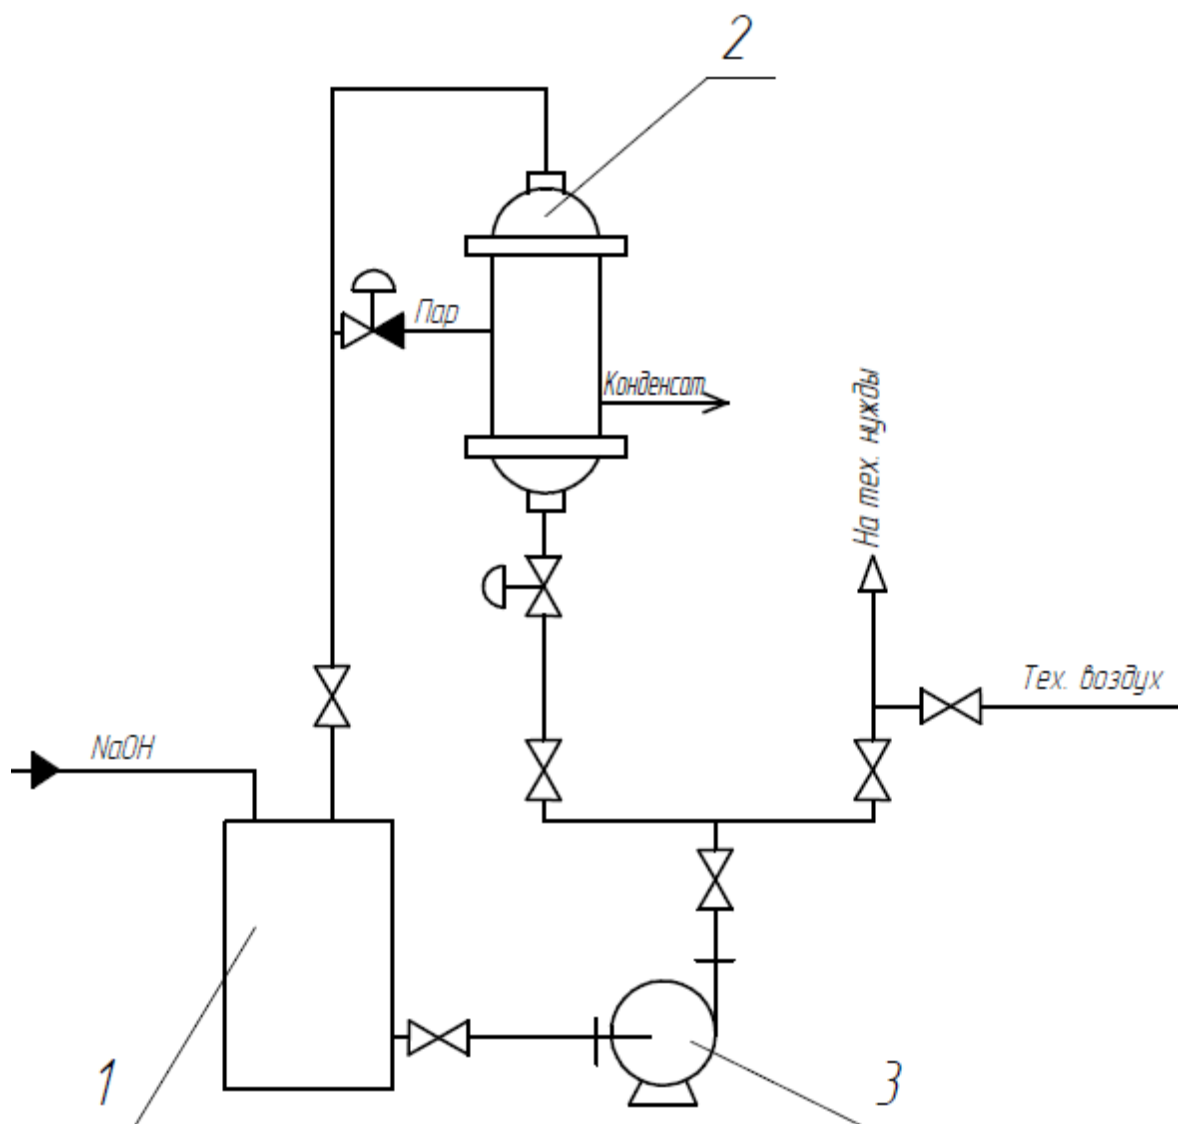 2
Пар
Конденсат
На тех. нужды
Тех. воздух
NaOH
1
3